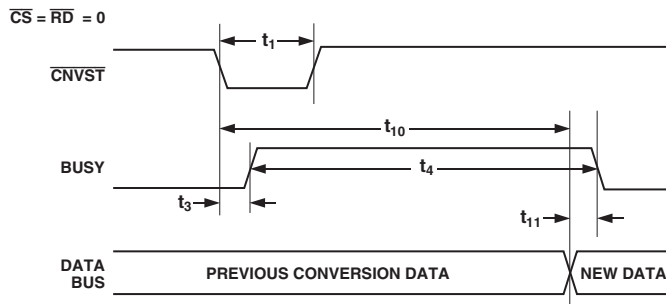 CS = RD = 0
t1
CNVST
t10
BUSY
t4
t3
t11
DATA
BUS
PREVIOUS CONVERSION DATA
NEW DATA